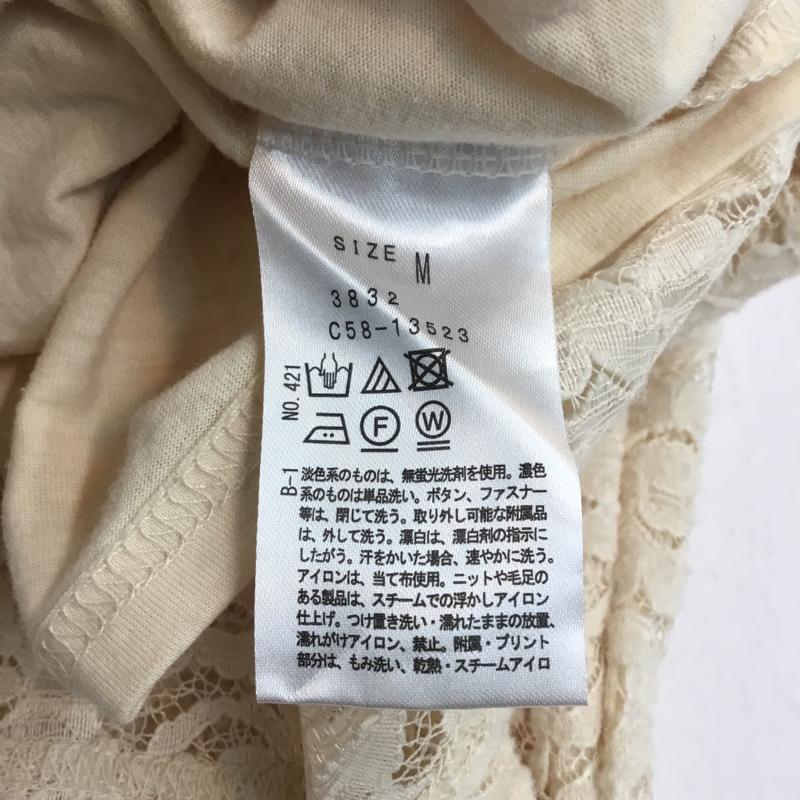 SIZE M
3832
C58-13523
NO. 421
F W
B-1
淡色系のものは、無蛍光洗剤を使用。濃色
系のものは単品洗い。ボタン、ファスナー
等は、閉じて洗う。取り外し可能な附属品
は、外して洗う。漂白は、漂白剤の指示に
したがう。汗をかいた場合、速やかに洗う。
アイロンは、当て布使用。ニットや毛足の
ある製品は、スチームでの浮かしアイロン
仕上げ。つけ置き洗い・濡れたままの放置、
濡れがけアイロン、禁止。附属・プリント
部分は、もみ洗い、乾熱・スチームアイロ